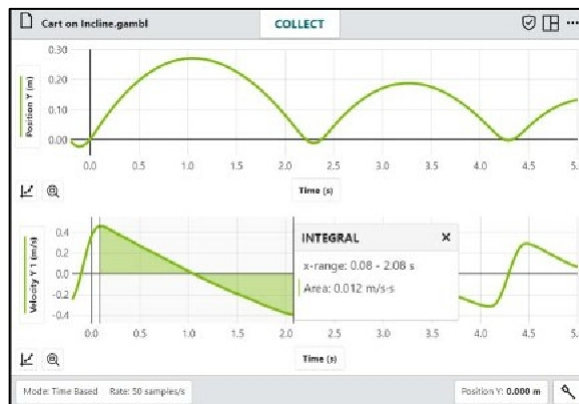 Cart on Incline.gambl
COLLECT
Position Y (m)
0.30
0.20
0.10
0.00
0.0 0.5 1.0 1.5 2.0 2.5 3.0 3.5 4.0 4.5 5.
Time (s)
Velocity Y 1 (m/s)
0.4
0.2
0.0
-0.2
-0.4
INTEGRAL X
x-range: 0.08 - 2.08 s
Area: 0.012 m/s·s
0.0 0.5 1.0 1.5 2.0 2.5 3.0 3.5 4.0 4.5 5.
Time (s)
Mode: Time Based Rate: 50 samples/s
Position Y: 0.000 m